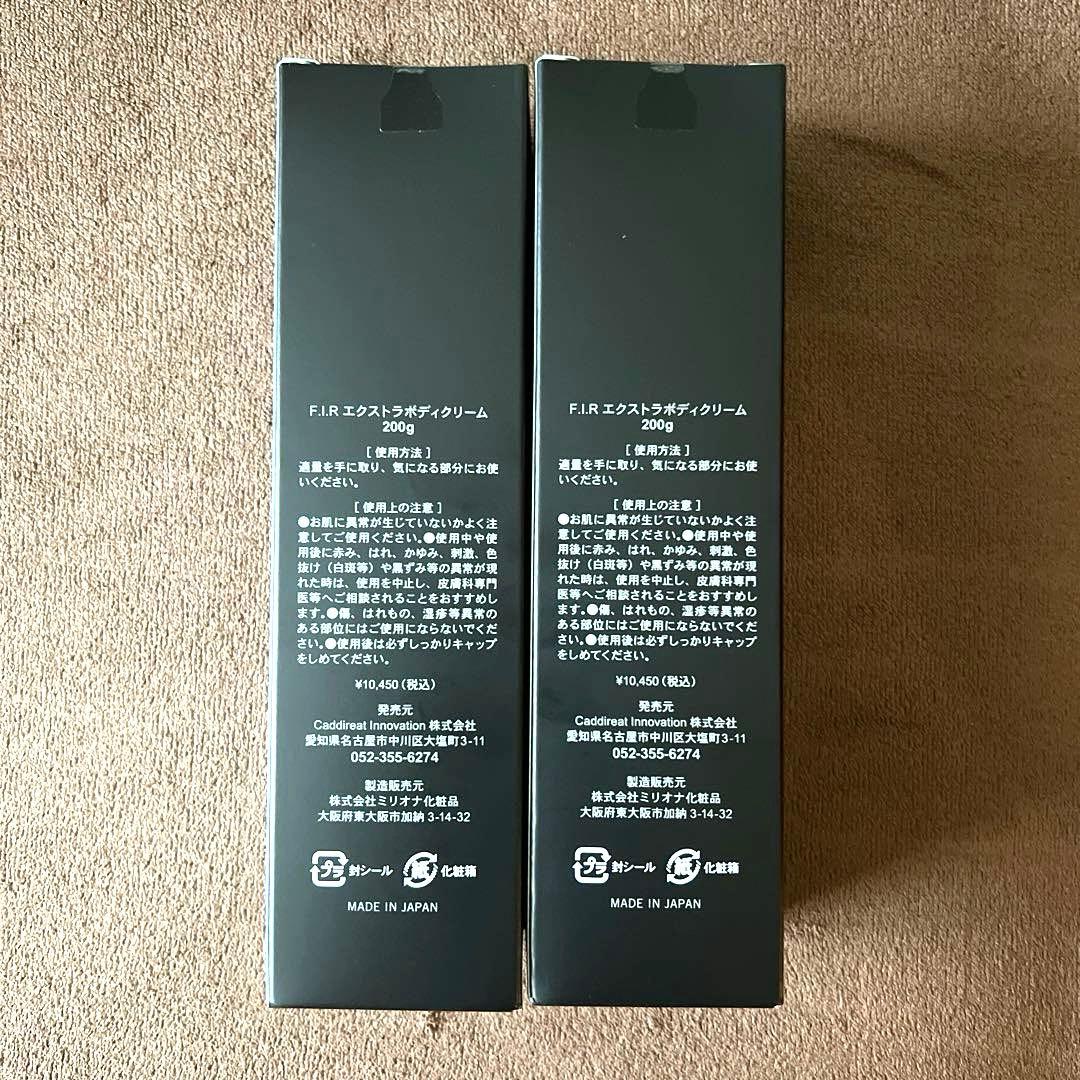 F.I.R エクストラボディクリーム
200g
[ 使用方法 ]
適量を手に取り、気になる部分にお使
いください。
[ 使用上の注意 ]
●お肌に異常が生じていないかよく注
意してご使用ください。●使用中や使
用後に赤み、はれ、かゆみ、刺激、色
抜け（白斑等）や黒ずみ等の異常が現
れた時は、使用を中止し、皮膚科専門
医等へご相談されることをおすすめし
ます。●傷、はれもの、湿疹等異常の
ある部位にはご使用にならないでくだ
さい。●使用後は必ずしっかりキャップ
をしめてください。
¥10,450（税込）
発売元
Caddireat Innovation 株式会社
愛知県名古屋市中川区大塩町3-11
052-355-6274
製造販売元
株式会社ミリオナ化粧品
大阪府東大阪市加納 3-14-32
プラ 封シール 紙 化粧箱
MADE IN JAPAN
F.I.R エクストラボディクリーム
200g
[ 使用方法 ]
適量を手に取り、気になる部分にお使
いください。
[ 使用上の注意 ]
●お肌に異常が生じていないかよく注
意してご使用ください。●使用中や使
用後に赤み、はれ、かゆみ、刺激、色
抜け（白斑等）や黒ずみ等の異常が現
れた時は、使用を中止し、皮膚科専門
医等へご相談されることをおすすめし
ます。●傷、はれもの、湿疹等異常の
ある部位にはご使用にならないでくだ
さい。●使用後は必ずしっかりキャップ
をしめてください。
¥10,450（税込）
発売元
Caddireat Innovation 株式会社
愛知県名古屋市中川区大塩町3-11
052-355-6274
製造販売元
株式会社ミリオナ化粧品
大阪府東大阪市加納 3-14-32
プラ 封シール 紙 化粧箱
MADE IN JAPAN